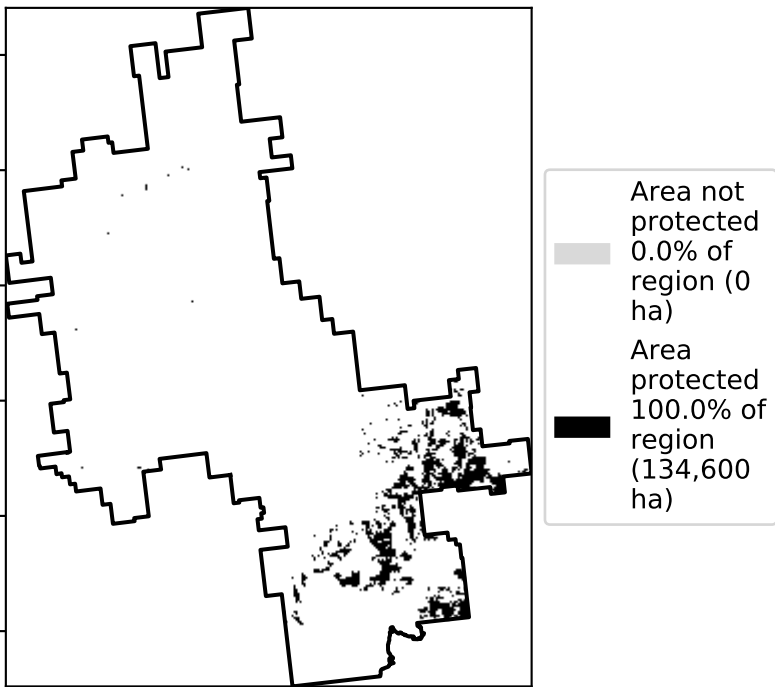 Area not
protected
0.0% of
region (0
ha)
Area
protected
100.0% of
region
(134,600
ha)